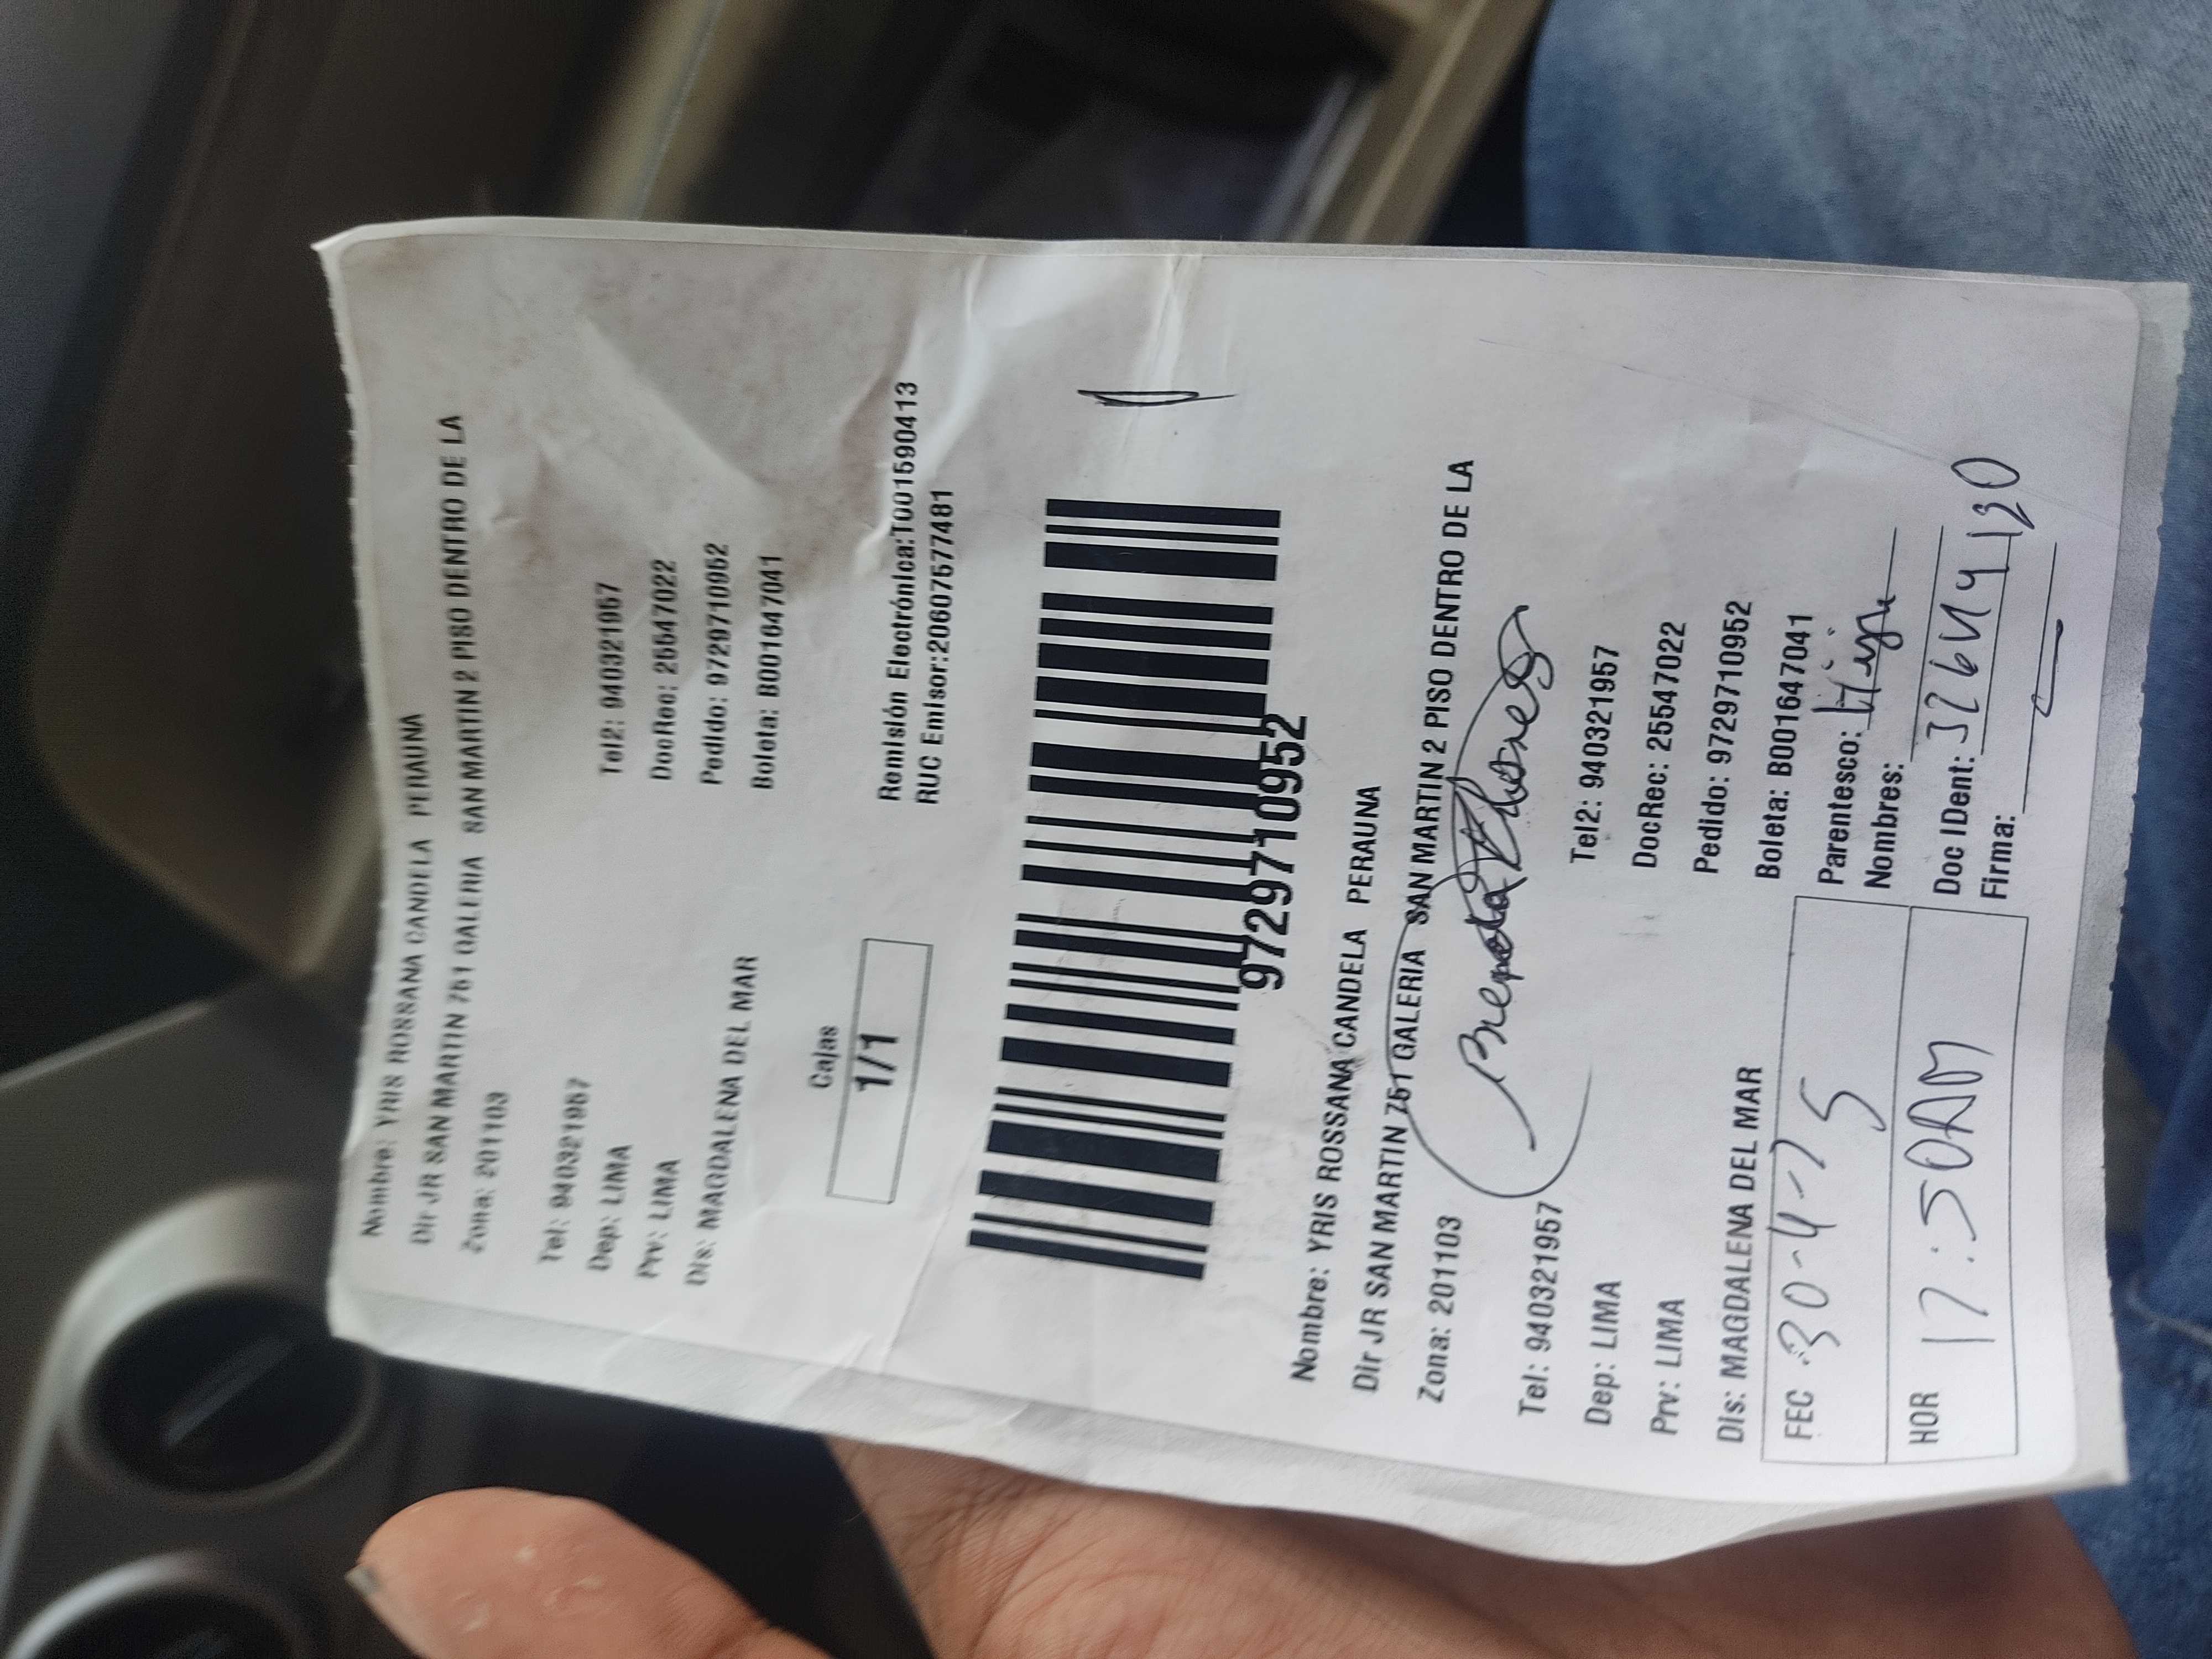 Nombre: YRIS ROSSANA CANDELA PERAUNA
Dir JR SAN MARTIN 751 GALERIA SAN MARTIN 2 PISO DENTRO DE LA
Zona: 201103
Tel: 940321957 Tel2: 940321957
Dep: LIMA DocRec: 25547022
Prv: LIMA Pedido: 9729710952
Dis: MAGDALENA DEL MAR Boleta: B001647041
Cajas
1/1
Remisión Electrónica:T001590413
RUC Emisor:20607577481
9729710952
Nombre: YRIS ROSSANA CANDELA PERAUNA
Dir JR SAN MARTIN 751 GALERIA SAN MARTIN 2 PISO DENTRO DE LA
Zona: 201103
Brenda
Tel: 940321957 Tel2: 940321957
Dep: LIMA DocRec: 25547022
Prv: LIMA Pedido: 9729710952
Dis: MAGDALENA DEL MAR Boleta: B001647041
FEC 30-4-25 Parentesco:
Nombres:
HOR 12:50 Doc IDent:
Firma: